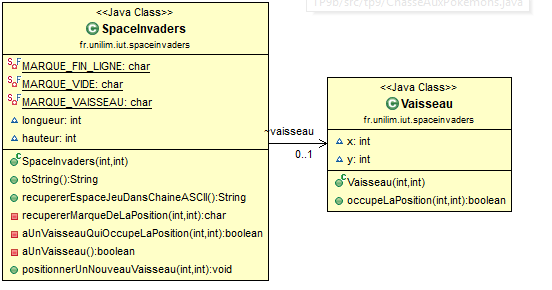 TP9b/src/tp9/ChasseAuxPokemons.java
<<Java Class>>
SpaceInvaders
fr.unilim.iut.spaceinvaders
MARQUE_FIN_LIGNE: char
MARQUE_VIDE: char
MARQUE_VAISSEAU: char
longueur: int
hauteur: int
SpaceInvaders(int,int)
toString():String
recupererEspaceJeuDansChaineASCII():String
recupererMarqueDeLaPosition(int,int):char
aUnVaisseauQuiOccupeLaPosition(int,int):boolean
aUnVaisseau():boolean
positionnerUnNouveauVaisseau(int,int):void
~vaisseau
0..1
<<Java Class>>
Vaisseau
fr.unilim.iut.spaceinvaders
x: int
y: int
Vaisseau(int,int)
occupeLaPosition(int,int):boolean